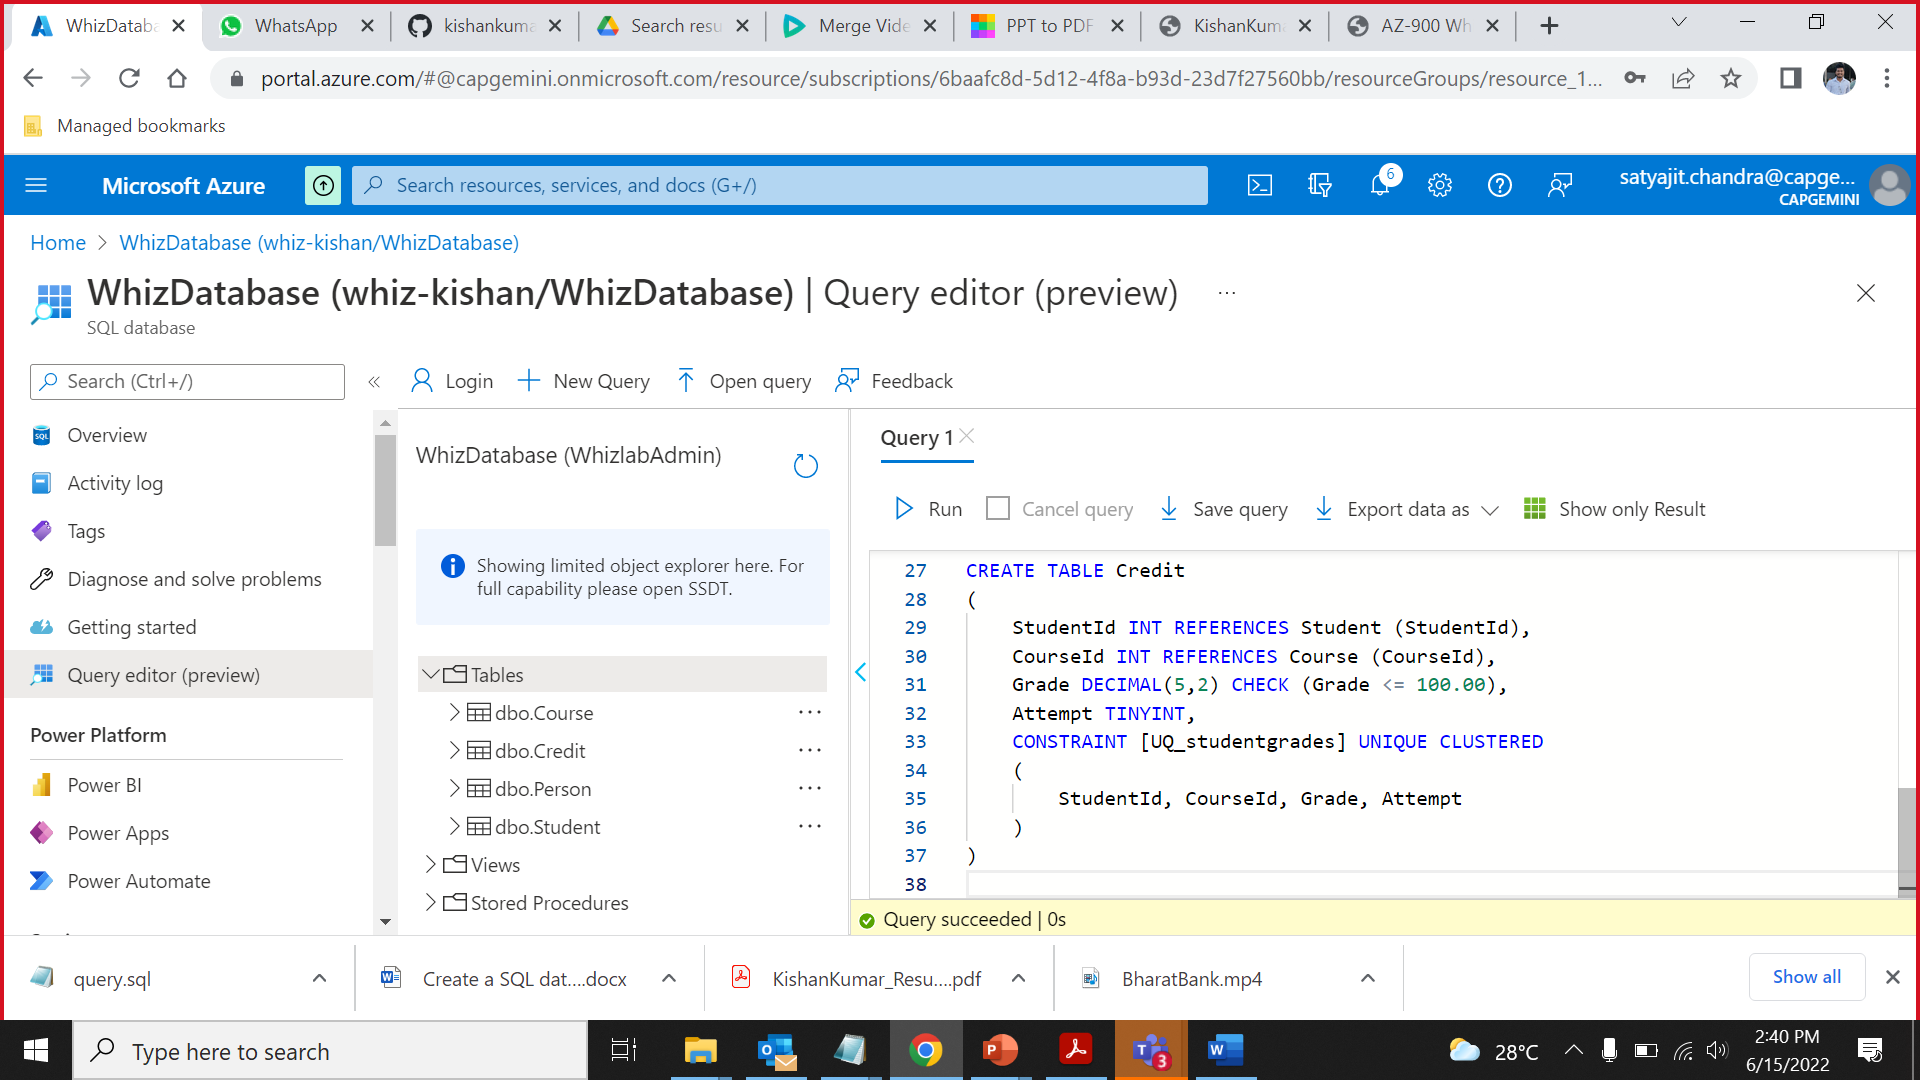 WhizDataba
WhatsApp
kishankuma
Search resu
Merge Vide
PPT to PDF
KishanKuma
AZ-900 Wh
portal.azure.com/#@capgemini.onmicrosoft.com/resource/subscriptions/6baafc8d-5d12-4f8a-b93d-23d7f27560bb/resourceGroups/resource_1...
Managed bookmarks
Microsoft Azure
Search resources, services, and docs (G+/)
6
satyajit.chandra@capge...
CAPGEMINI
Home > WhizDatabase (whiz-kishan/WhizDatabase)
WhizDatabase (whiz-kishan/WhizDatabase) | Query editor (preview) ...
SQL database
Search (Ctrl+/)
«
Login
New Query
Open query
Feedback
SQL
Overview
Activity log
Tags
Diagnose and solve problems
Getting started
Query editor (preview)
Power Platform
Power BI
Power Apps
Power Automate
WhizDatabase (WhizlabAdmin)
Showing limited object explorer here. For
full capability please open SSDT.
Tables
dbo.Course ...
dbo.Credit ...
dbo.Person ...
dbo.Student ...
Views
Stored Procedures
Query 1
Run
Cancel query
Save query
Export data as
Show only Result
27 CREATE TABLE Credit
28 (
29 StudentId INT REFERENCES Student (StudentId),
30 CourseId INT REFERENCES Course (CourseId),
31 Grade DECIMAL(5,2) CHECK (Grade <= 100.00),
32 Attempt TINYINT,
33 CONSTRAINT [UQ_studentgrades] UNIQUE CLUSTERED
34 (
35 StudentId, CourseId, Grade, Attempt
36 )
37 )
38
Query succeeded | 0s
query.sql
Create a SQL dat....docx
KishanKumar_Resu....pdf
BharatBank.mp4
Show all
Type here to search
3
28°C
2:40 PM
6/15/2022